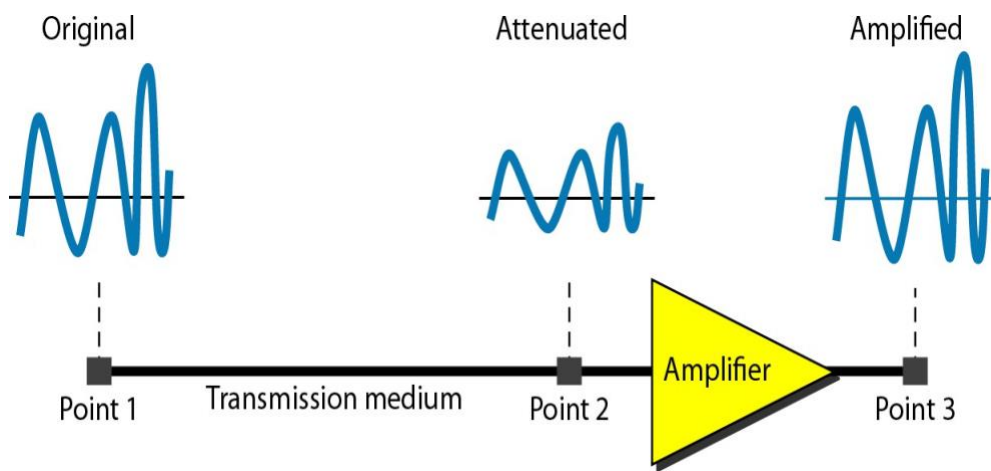 Original
Attenuated
Amplified
Amplifier
Transmission medium
Point 1
Point 2
Point 3